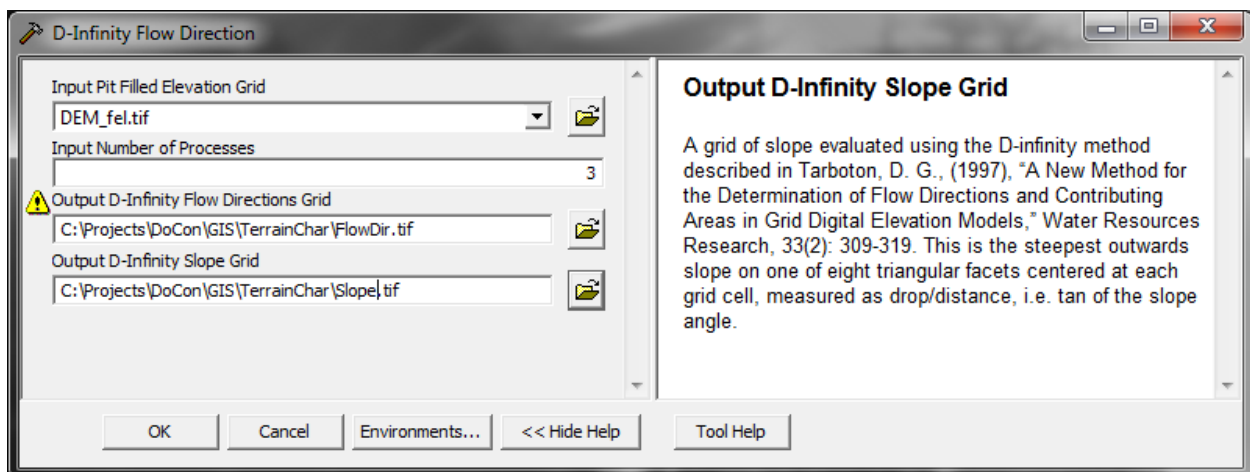 D-Infinity Flow Direction
Input Pit Filled Elevation Grid
DEM_fel.tif
Input Number of Processes
3
Output D-Infinity Flow Directions Grid
C:\Projects\DoCon\GIS\TerrainChar\FlowDir.tif
Output D-Infinity Slope Grid
C:\Projects\DoCon\GIS\TerrainChar\Slope.tif
Output D-Infinity Slope Grid
A grid of slope evaluated using the D-infinity method
described in Tarboton, D. G., (1997), “A New Method for
the Determination of Flow Directions and Contributing
Areas in Grid Digital Elevation Models,” Water Resources
Research, 33(2): 309-319. This is the steepest outwards
slope on one of eight triangular facets centered at each
grid cell, measured as drop/distance, i.e. tan of the slope
angle.
OK Cancel Environments... << Hide Help Tool Help